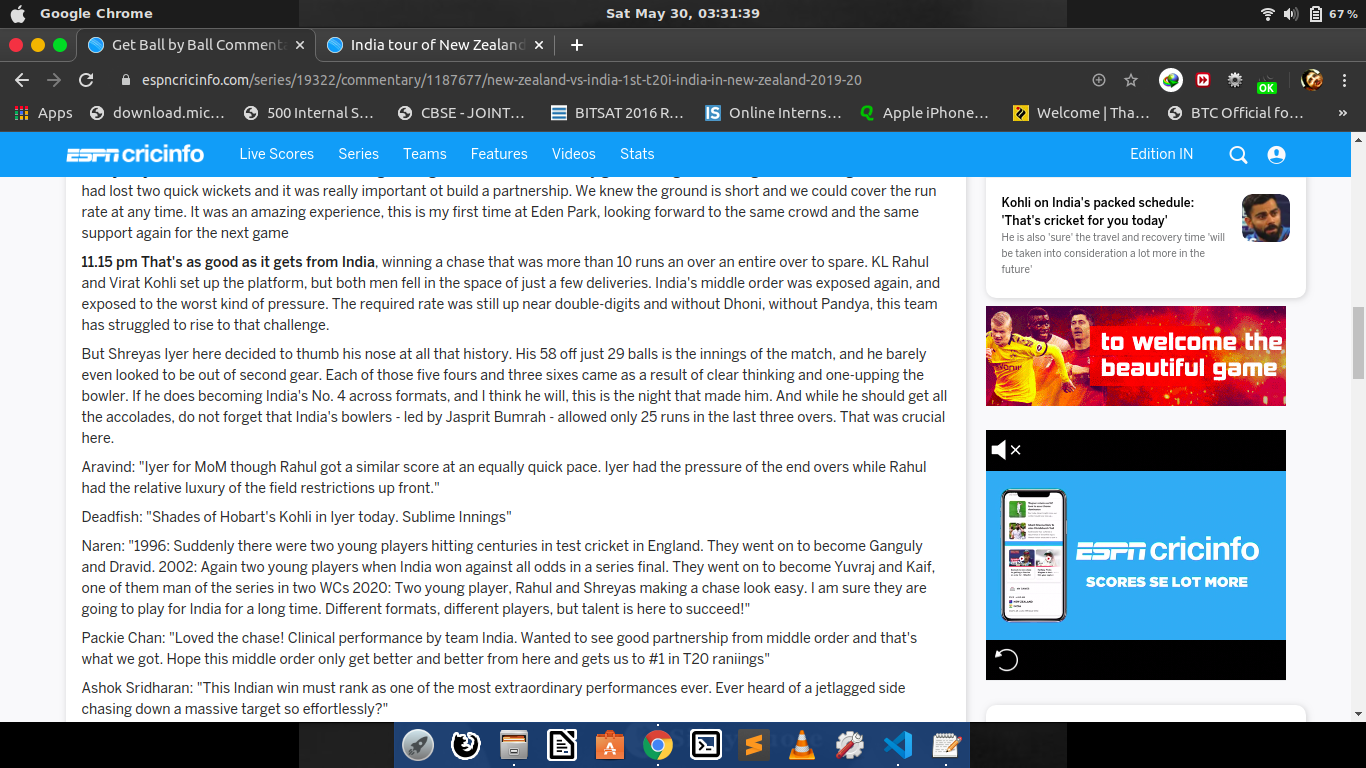 Google Chrome
Sat May 30, 03:31:39
67 %
Get Ball by Ball Comment
India tour of New Zealand
espncricinfo.com/series/19322/commentary/1187677/new-zealand-vs-india-1st-t20i-india-in-new-zealand-2019-20
OK
Apps
download.mic...
500 Internal S...
CBSE - JOINT...
BITSAT 2016 R...
IS
Online Interns...
Apple iPhone...
Welcome | Tha...
BTC Official fo...
»
ESPN cricinfo
Live Scores
Series
Teams
Features
Videos
Stats
Edition IN
had lost two quick wickets and it was really important ot build a partnership. We knew the ground is short and we could cover the run
rate at any time. It was an amazing experience, this is my first time at Eden Park, looking forward to the same crowd and the same
support again for the next game
11.15 pm That's as good as it gets from India, winning a chase that was more than 10 runs an over an entire over to spare. KL Rahul
and Virat Kohli set up the platform, but both men fell in the space of just a few deliveries. India's middle order was exposed again, and
exposed to the worst kind of pressure. The required rate was still up near double-digits and without Dhoni, without Pandya, this team
has struggled to rise to that challenge.
But Shreyas Iyer here decided to thumb his nose at all that history. His 58 off just 29 balls is the innings of the match, and he barely
even looked to be out of second gear. Each of those five fours and three sixes came as a result of clear thinking and one-upping the
bowler. If he does becoming India's No. 4 across formats, and I think he will, this is the night that made him. And while he should get all
the accolades, do not forget that India's bowlers - led by Jasprit Bumrah - allowed only 25 runs in the last three overs. That was crucial
here.
Aravind: "Iyer for MoM though Rahul got a similar score at an equally quick pace. Iyer had the pressure of the end overs while Rahul
had the relative luxury of the field restrictions up front."
Deadfish: "Shades of Hobart's Kohli in Iyer today. Sublime Innings"
Naren: "1996: Suddenly there were two young players hitting centuries in test cricket in England. They went on to become Ganguly
and Dravid. 2002: Again two young players when India won against all odds in a series final. They went on to become Yuvraj and Kaif,
one of them man of the series in two WCs 2020: Two young player, Rahul and Shreyas making a chase look easy. I am sure they are
going to play for India for a long time. Different formats, different players, but talent is here to succeed!"
Packie Chan: "Loved the chase! Clinical performance by team India. Wanted to see good partnership from middle order and that's
what we got. Hope this middle order only get better and better from here and gets us to #1 in T20 raniings"
Ashok Sridharan: "This Indian win must rank as one of the most extraordinary performances ever. Ever heard of a jetlagged side
chasing down a massive target so effortlessly?"
Kohli on India's packed schedule:
'That's cricket for you today'
He is also 'sure' the travel and recovery time 'will
be taken into consideration a lot more in the
future'
to welcome the
beautiful game
ESPN cricinfo
SCORES SE LOT MORE